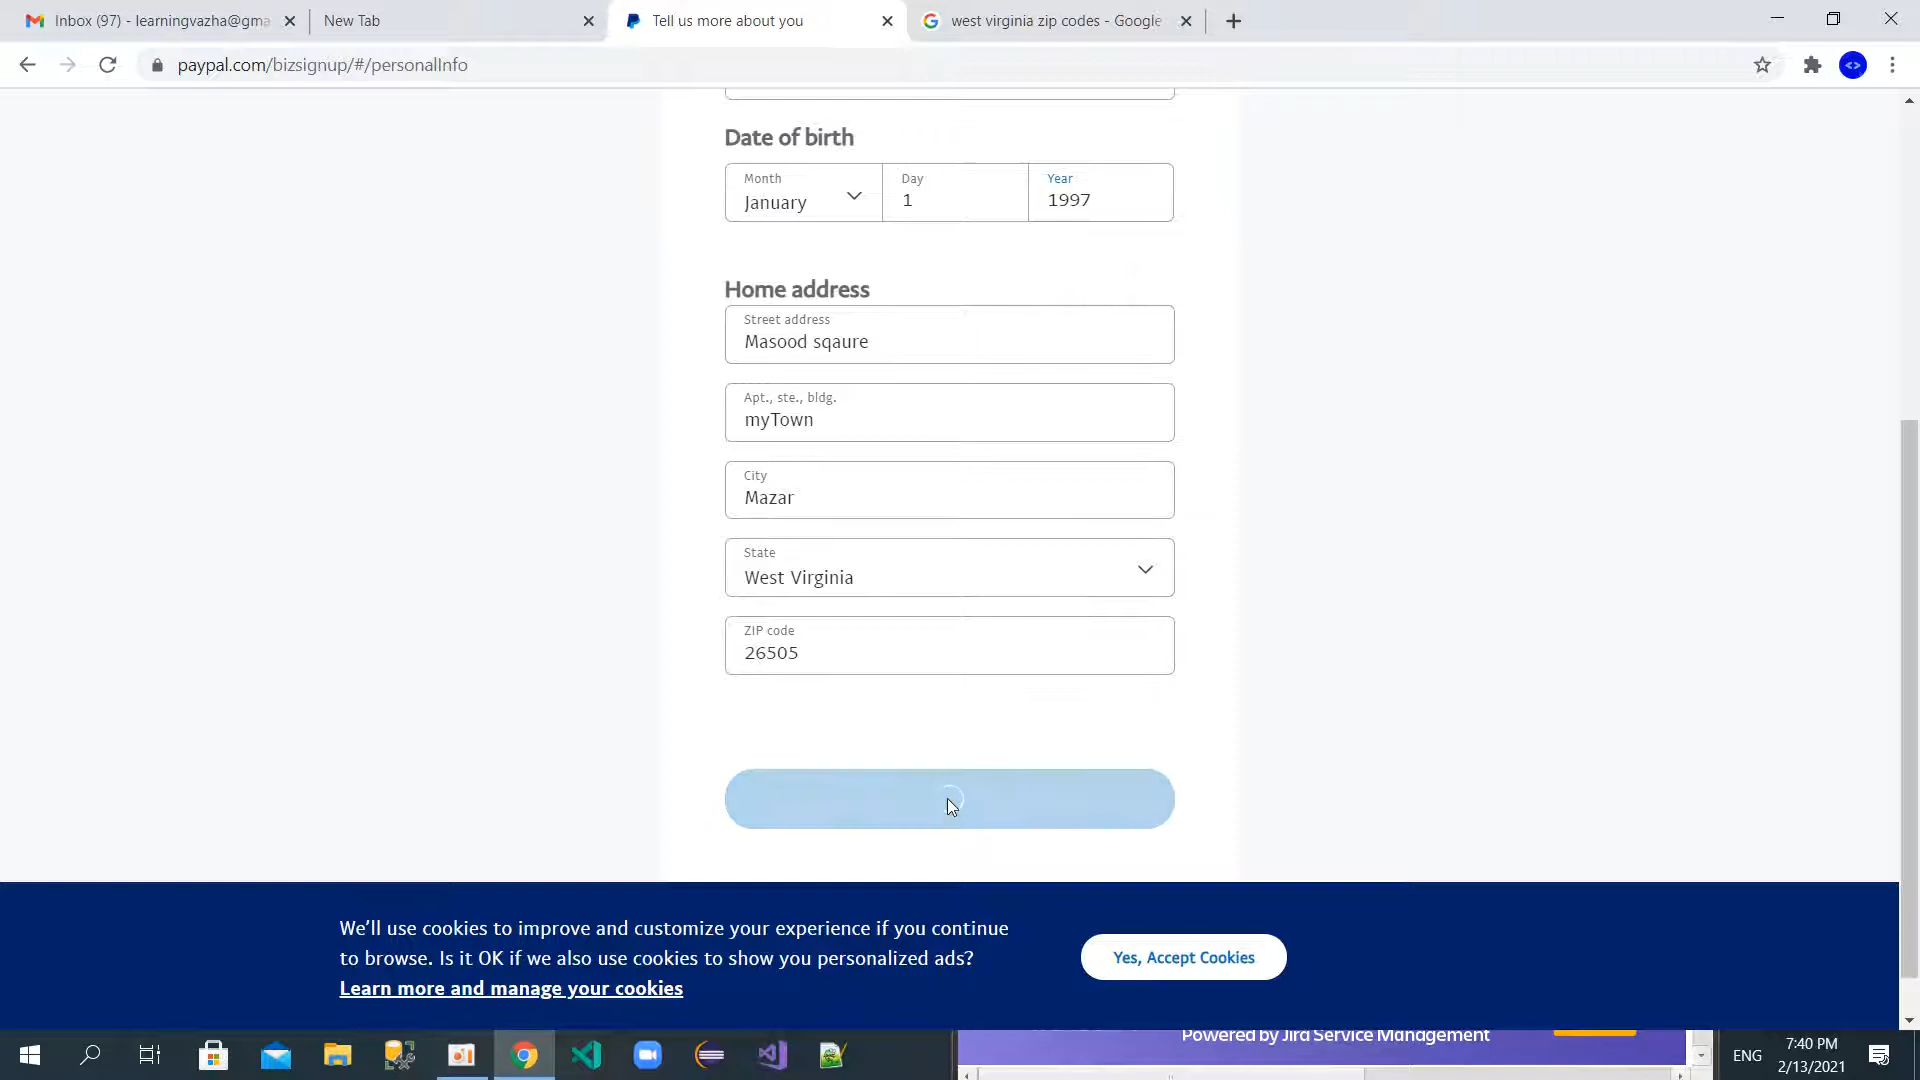 Inbox (97) - learningvazha@gma
New Tab
Tell us more about you
west virginia zip codes - Google
paypal.com/bizsignup/#/personalInfo
Date of birth
Month
January
Day
1
Year
1997
Home address
Street address
Masood sqaure
Apt., ste., bldg.
myTown
City
Mazar
State
West Virginia
ZIP code
26505
We'll use cookies to improve and customize your experience if you continue
to browse. Is it OK if we also use cookies to show you personalized ads?
Learn more and manage your cookies
Yes, Accept Cookies
Powered by Jira Service Management
ENG
7:40 PM
2/13/2021